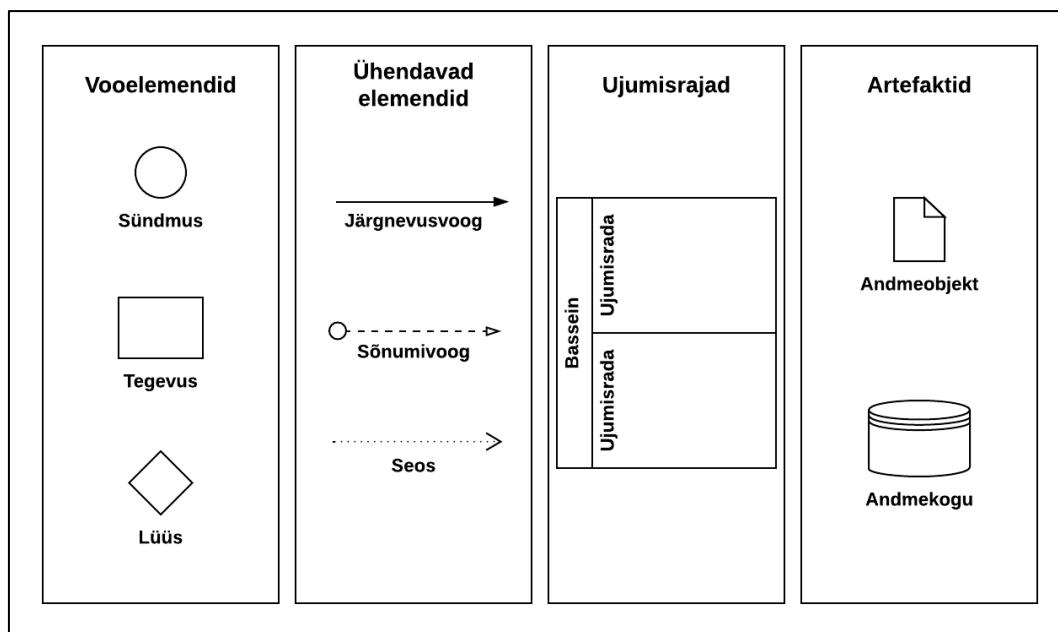 Vooelemendid
Sündmus
Tegevus
Lüüs
Ühendavad
elemendid
Järgnevusvoog
Sõnumivoog
Seos
Ujumisrajad
Bassein
Ujumisrada
Ujumisrada
Artefaktid
Andmeobjekt
Andmekogu